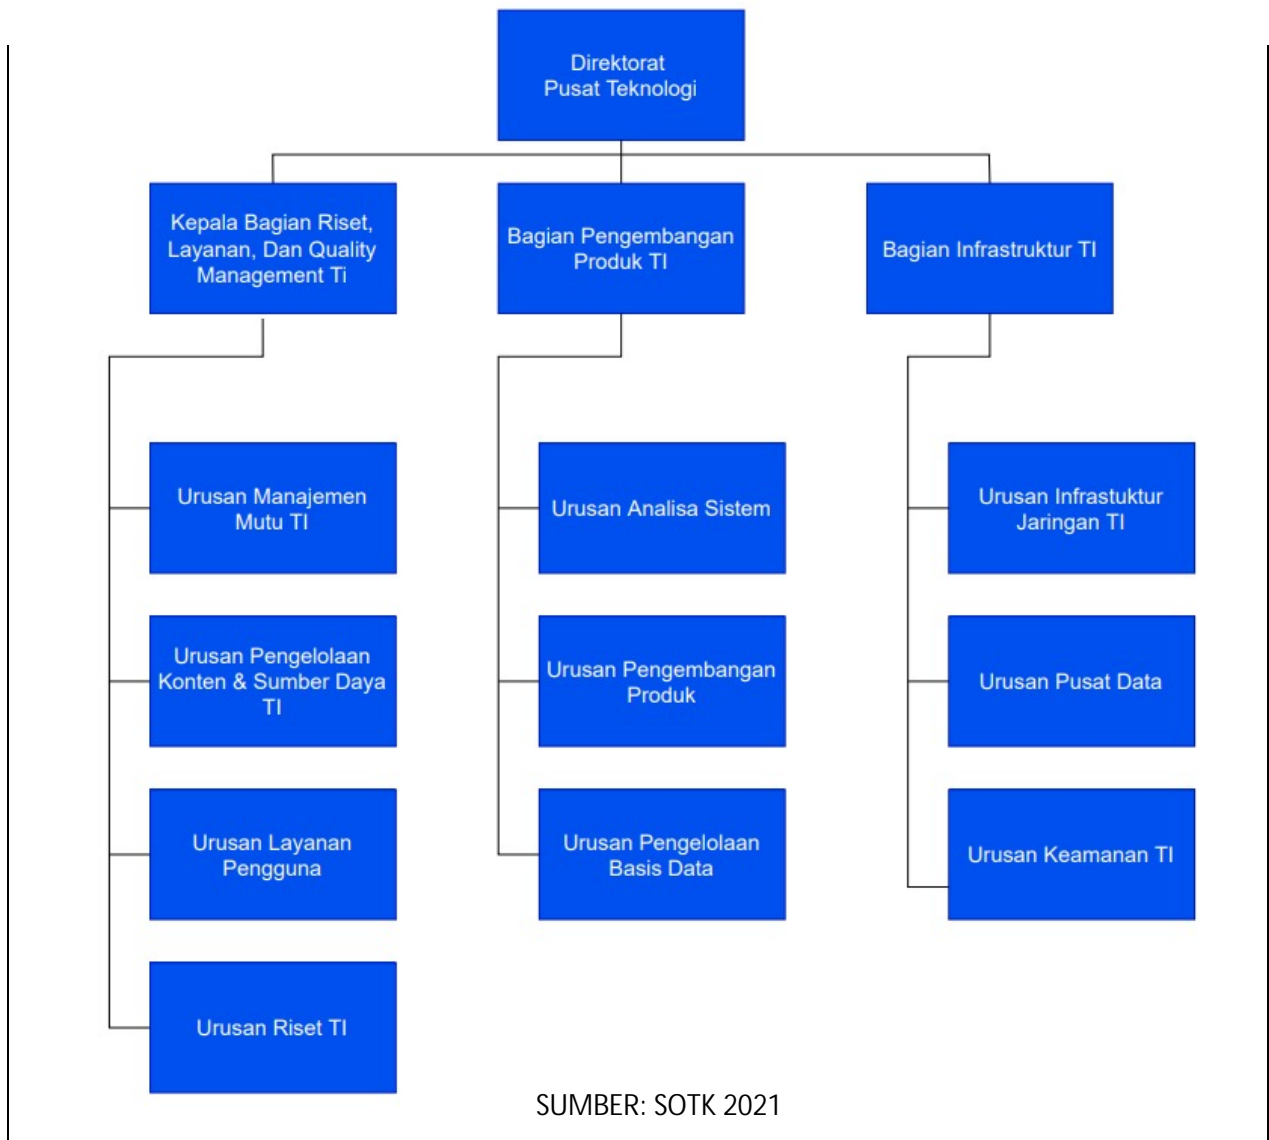 Direktorat
Pusat Teknologi
Kepala Bagian Riset,
Layanan, Dan Quality
Management Ti
Bagian Pengembangan
Produk TI
Bagian Infrastruktur TI
Urusan Manajemen
Mutu TI
Urusan Analisa Sistem
Urusan Infrastuktur
Jaringan TI
Urusan Pengelolaan
Konten & Sumber Daya
TI
Urusan Pengembangan
Produk
Urusan Pusat Data
Urusan Layanan
Pengguna
Urusan Pengelolaan
Basis Data
Urusan Keamanan TI
Urusan Riset TI
SUMBER: SOTK 2021